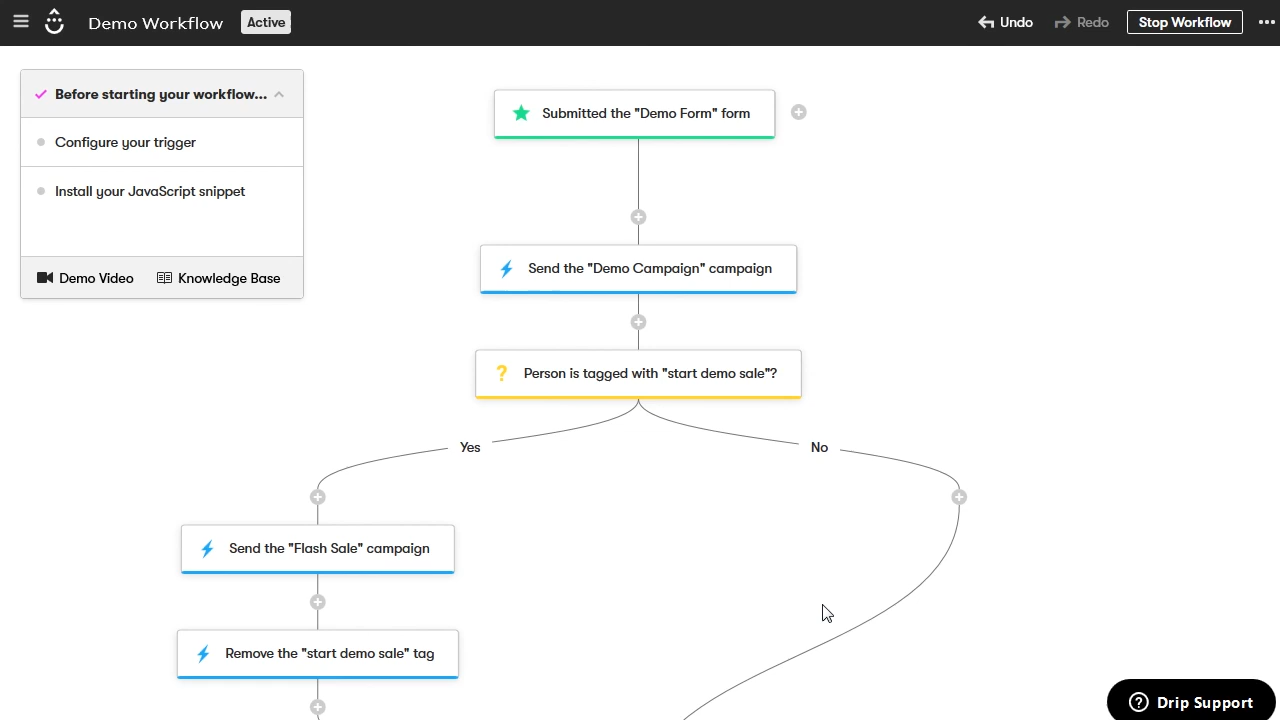 Demo Workflow
Active
Undo
Redo
Stop Workflow
Before starting your workflow...
Configure your trigger
Install your JavaScript snippet
Demo Video
Knowledge Base
Submitted the "Demo Form" form
Send the "Demo Campaign" campaign
Person is tagged with "start demo sale"?
Yes
No
Send the "Flash Sale" campaign
Remove the "start demo sale" tag
Drip Support